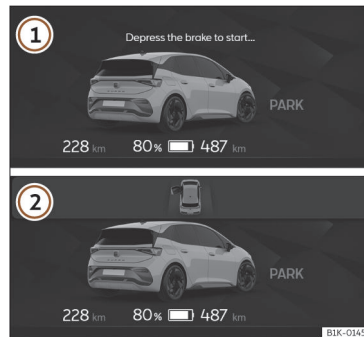 1
Depress the brake to start...
PARK
228 km 80% 487 km
2
PARK
228 km 80% 487 km
B1K-0145